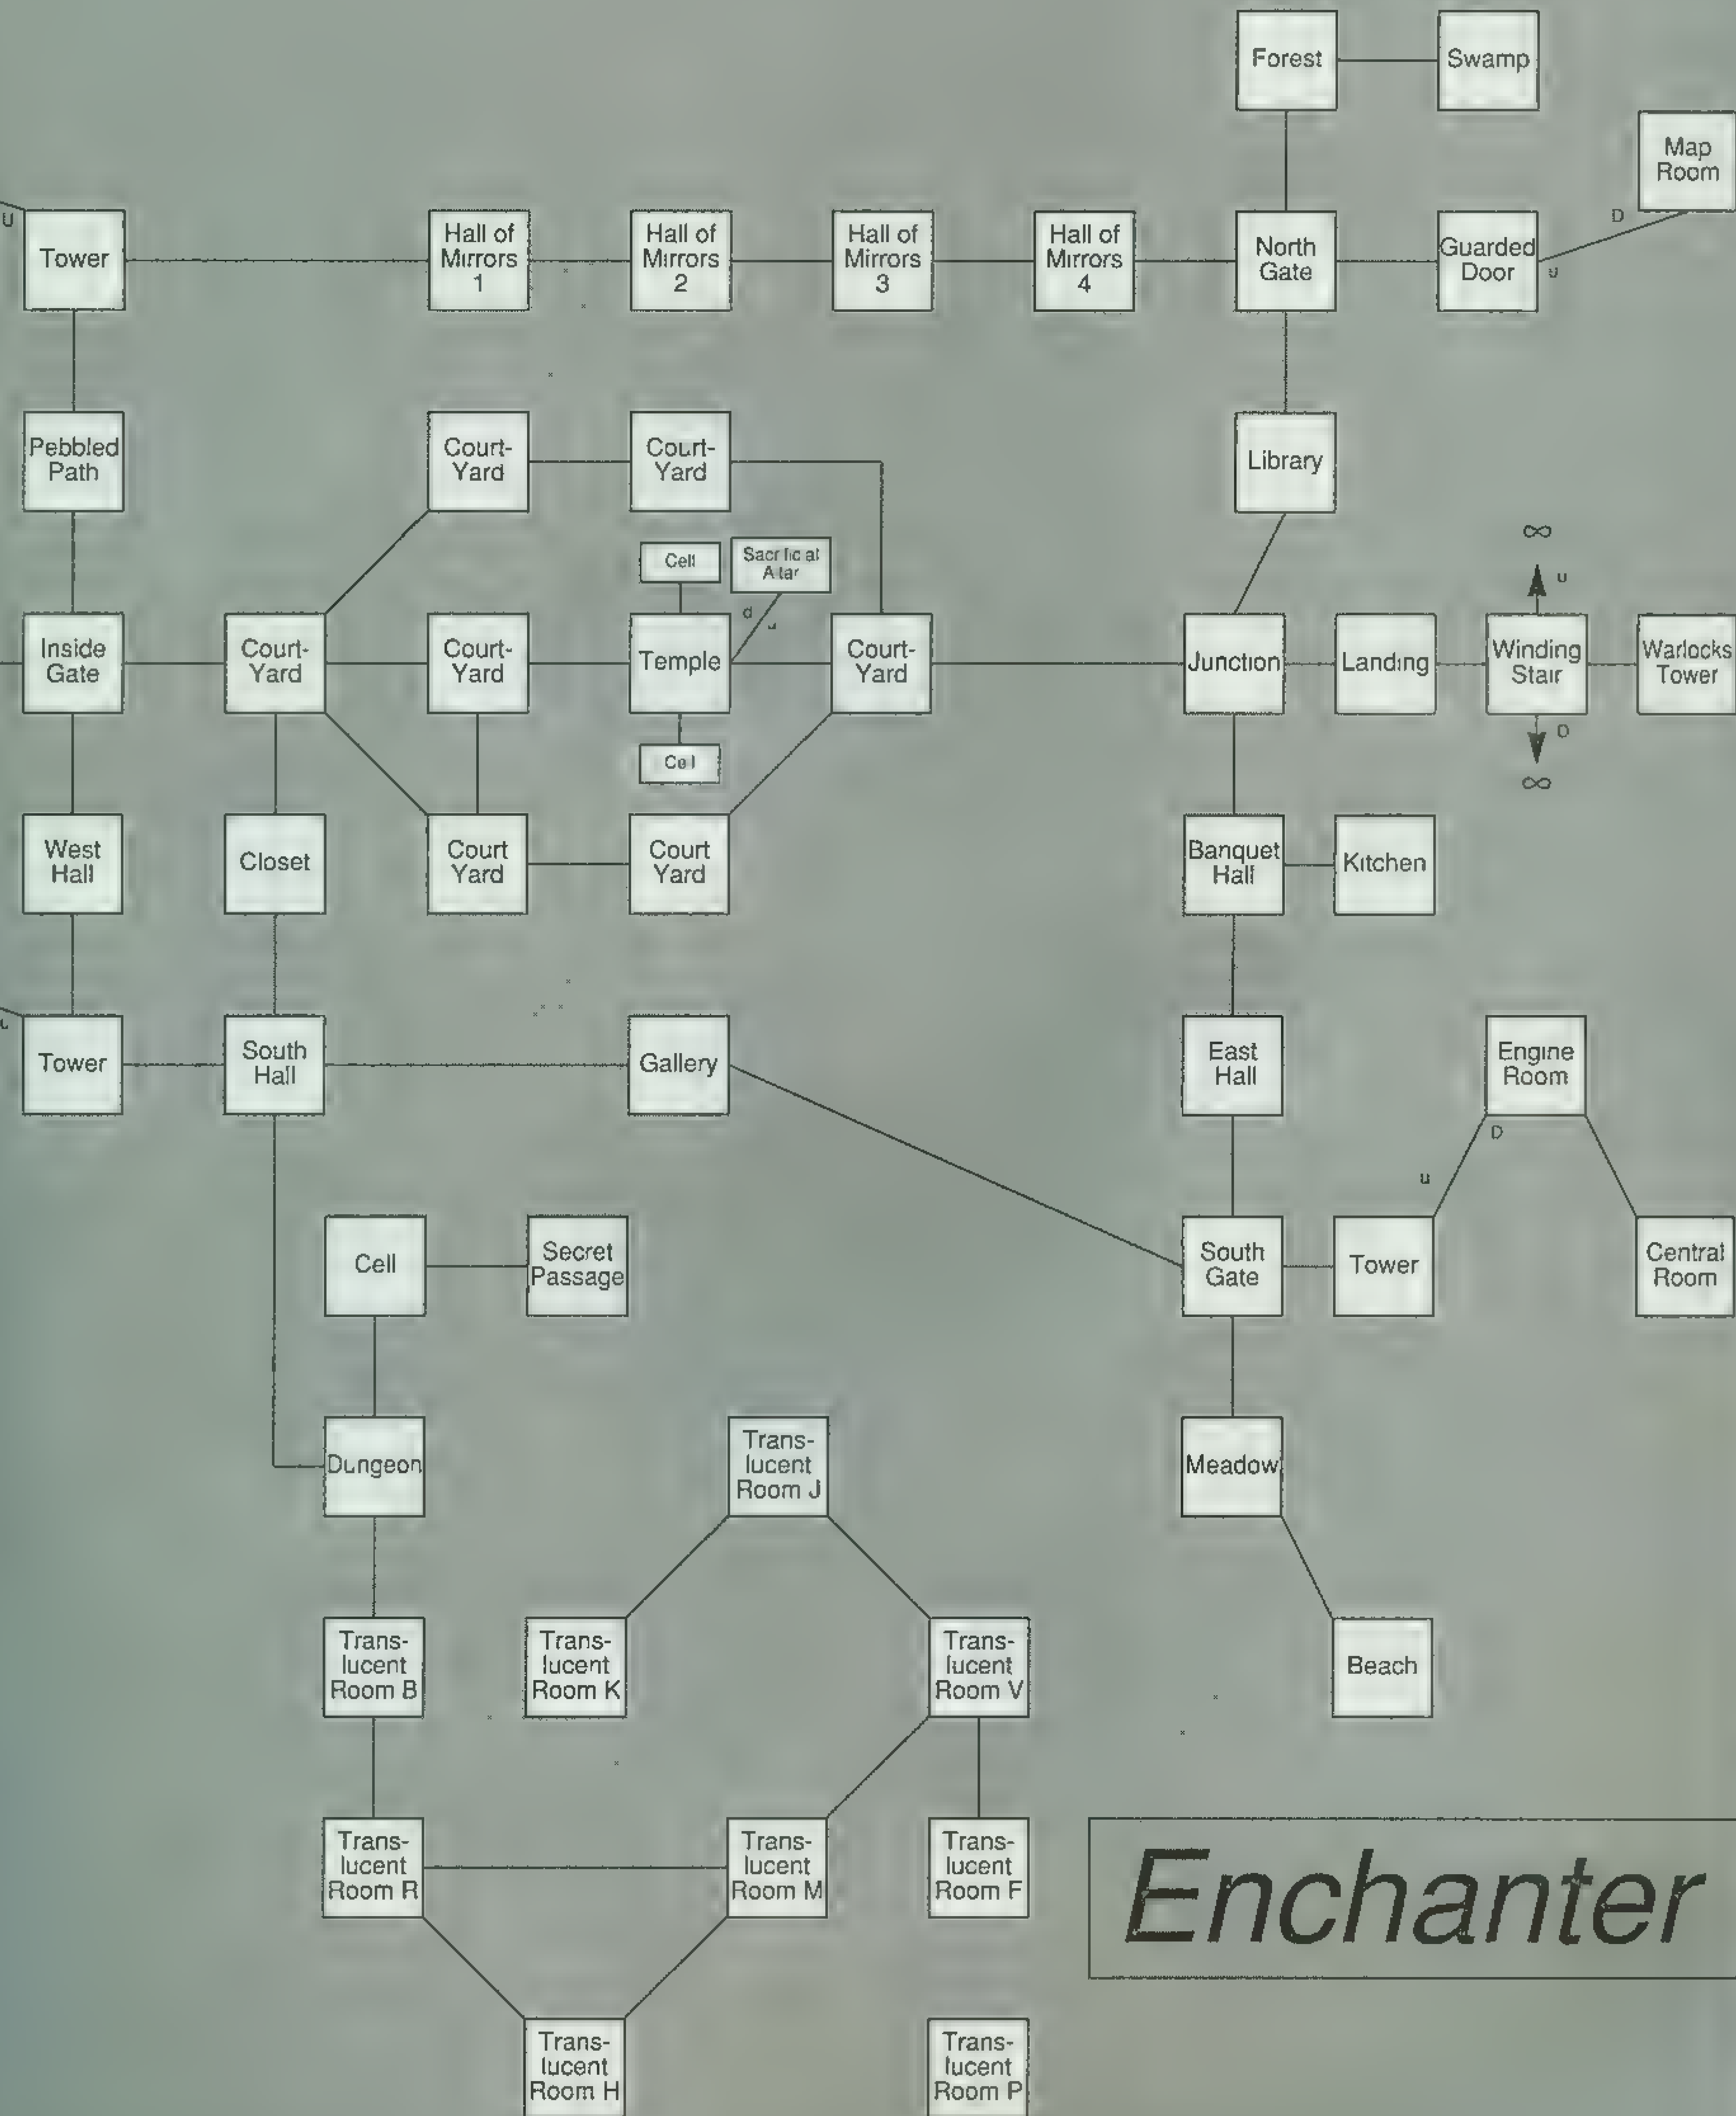 Forest
Swamp
Map
Room
D
U
Tower
Hall of
Mirrors
1
Hall of
Mirrors
2
Hall of
Mirrors
3
Hall of
Mirrors
4
North
Gate
Guarded
Door
u
Pebbled
Path
Court-
Yard
Court-
Yard
Library
∞
u
Cell
d
Inside
Gate
Court-
Yard
Court-
Yard
Temple
Court-
Yard
Junction
Landing
Winding
Stair
Warlocks
Tower
D
∞
West
Hall
Closet
Court
Yard
Court
Yard
Banquet
Hall
Kitchen
Tower
South
Hall
Gallery
East
Hall
Engine
Room
D
u
Cell
Secret
Passage
South
Gate
Tower
Central
Room
Dungeon
Trans-
lucent
Room J
Meadow
Trans-
lucent
Room B
Trans-
lucent
Room K
Trans-
lucent
Room V
Beach
Trans-
lucent
Room R
Trans-
lucent
Room M
Trans-
lucent
Room F
Enchanter
Trans-
lucent
Room H
Trans-
lucent
Room P